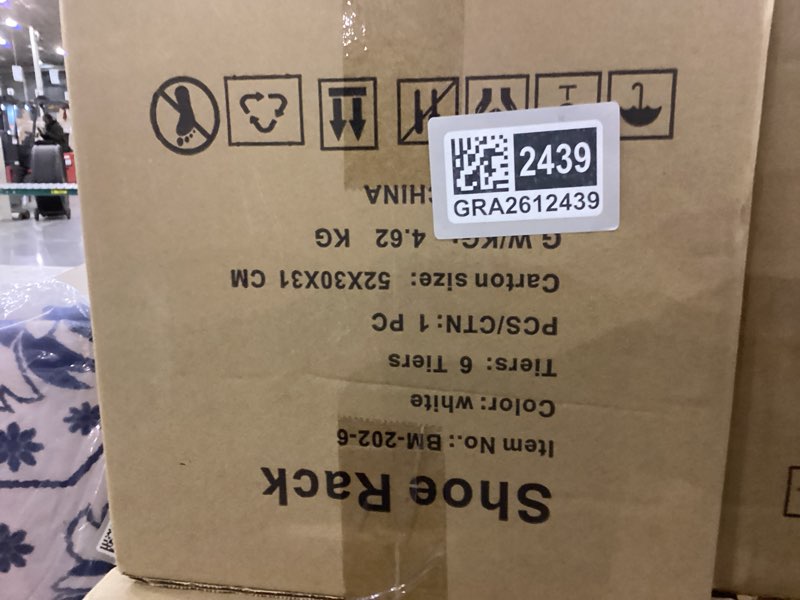 Shoe Rack
Item No.: BM-202-6
Color: white
Tiers: 6 Tiers
PCS/CTN: 1 PC
Carton size: 52X30X31 CM
G W/KG: 4.62 KG
CHINA
2439
GRA2612439